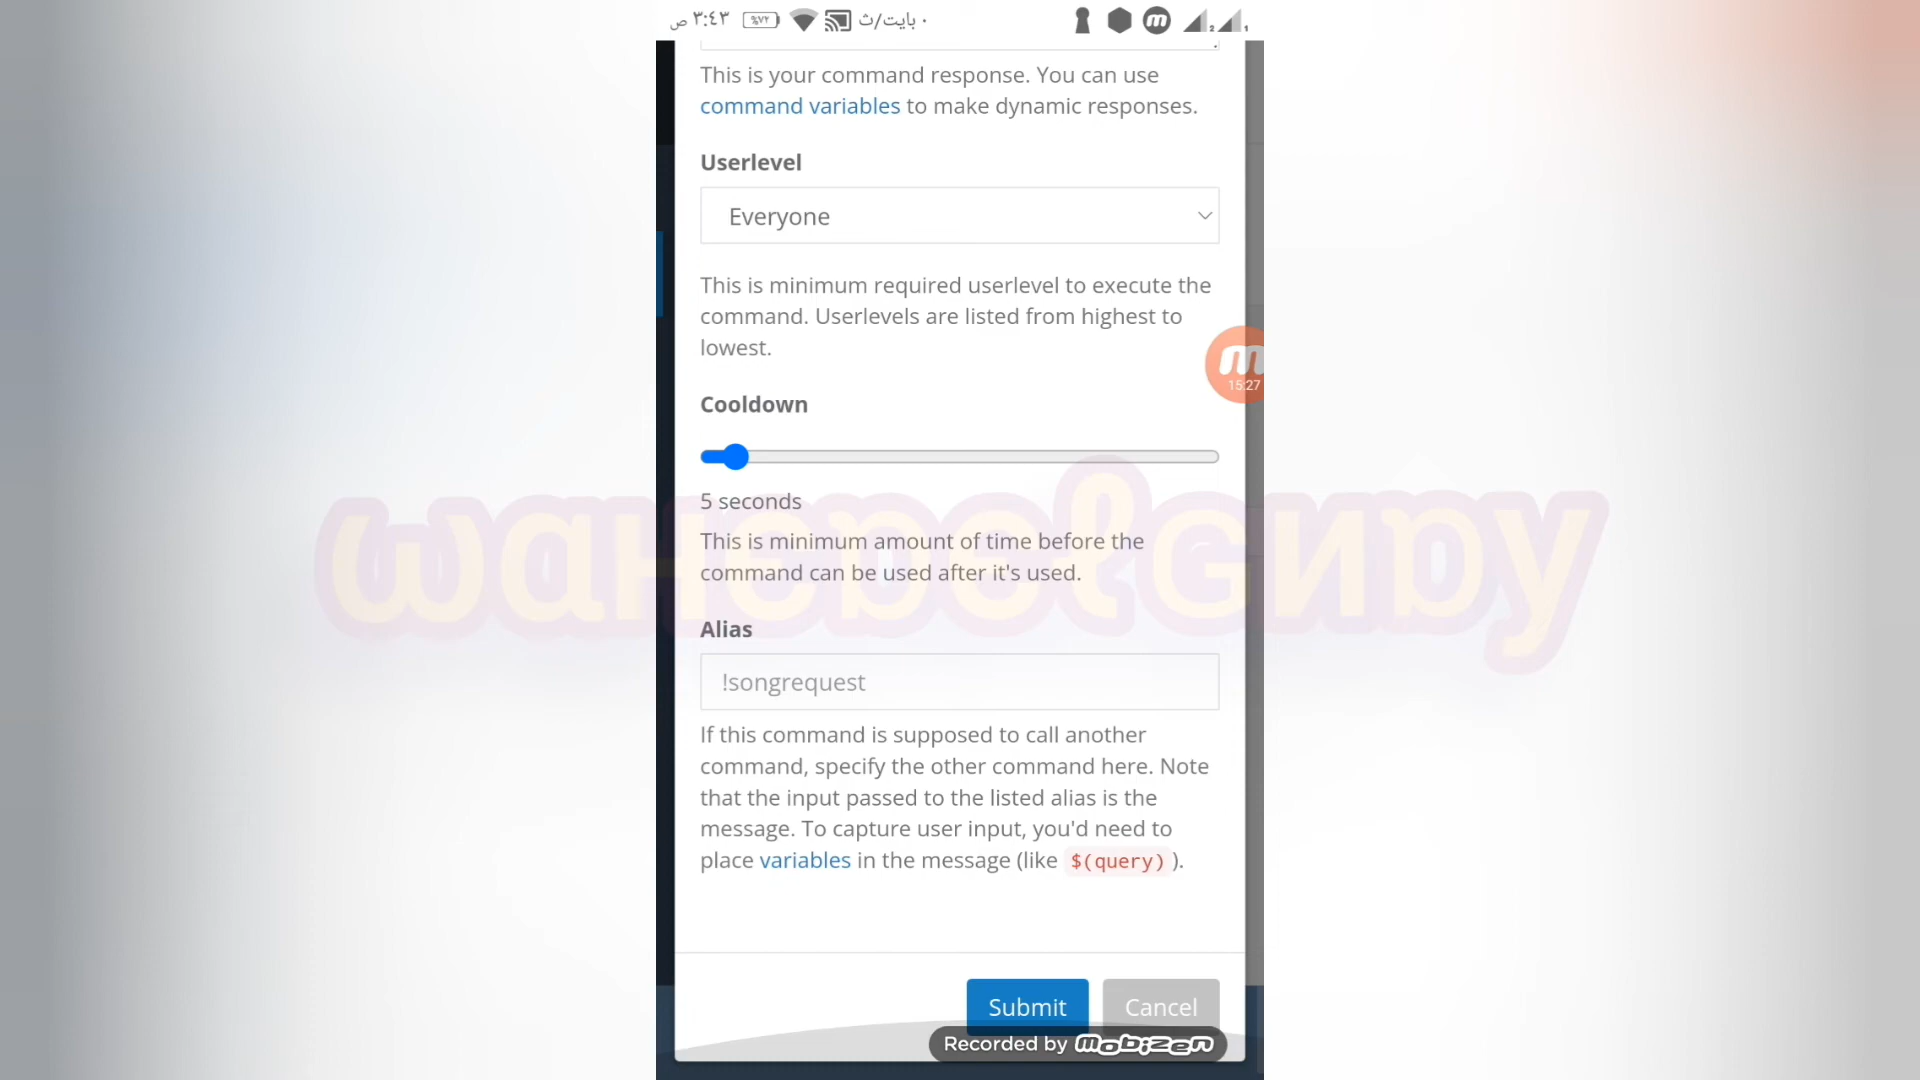 ٣:٤٣ ص
%٧٢
٠ بايت/ث
This is your command response. You can use
command variables to make dynamic responses.
Userlevel
Everyone
This is minimum required userlevel to execute the
command. Userlevels are listed from highest to
lowest.
15:27
Cooldown
5 seconds
This is minimum amount of time before the
command can be used after it's used.
Alias
!songrequest
If this command is supposed to call another
command, specify the other command here. Note
that the input passed to the listed alias is the
message. To capture user input, you'd need to
place variables in the message (like $(query) ).
Submit
Cancel
Recorded by mobizen